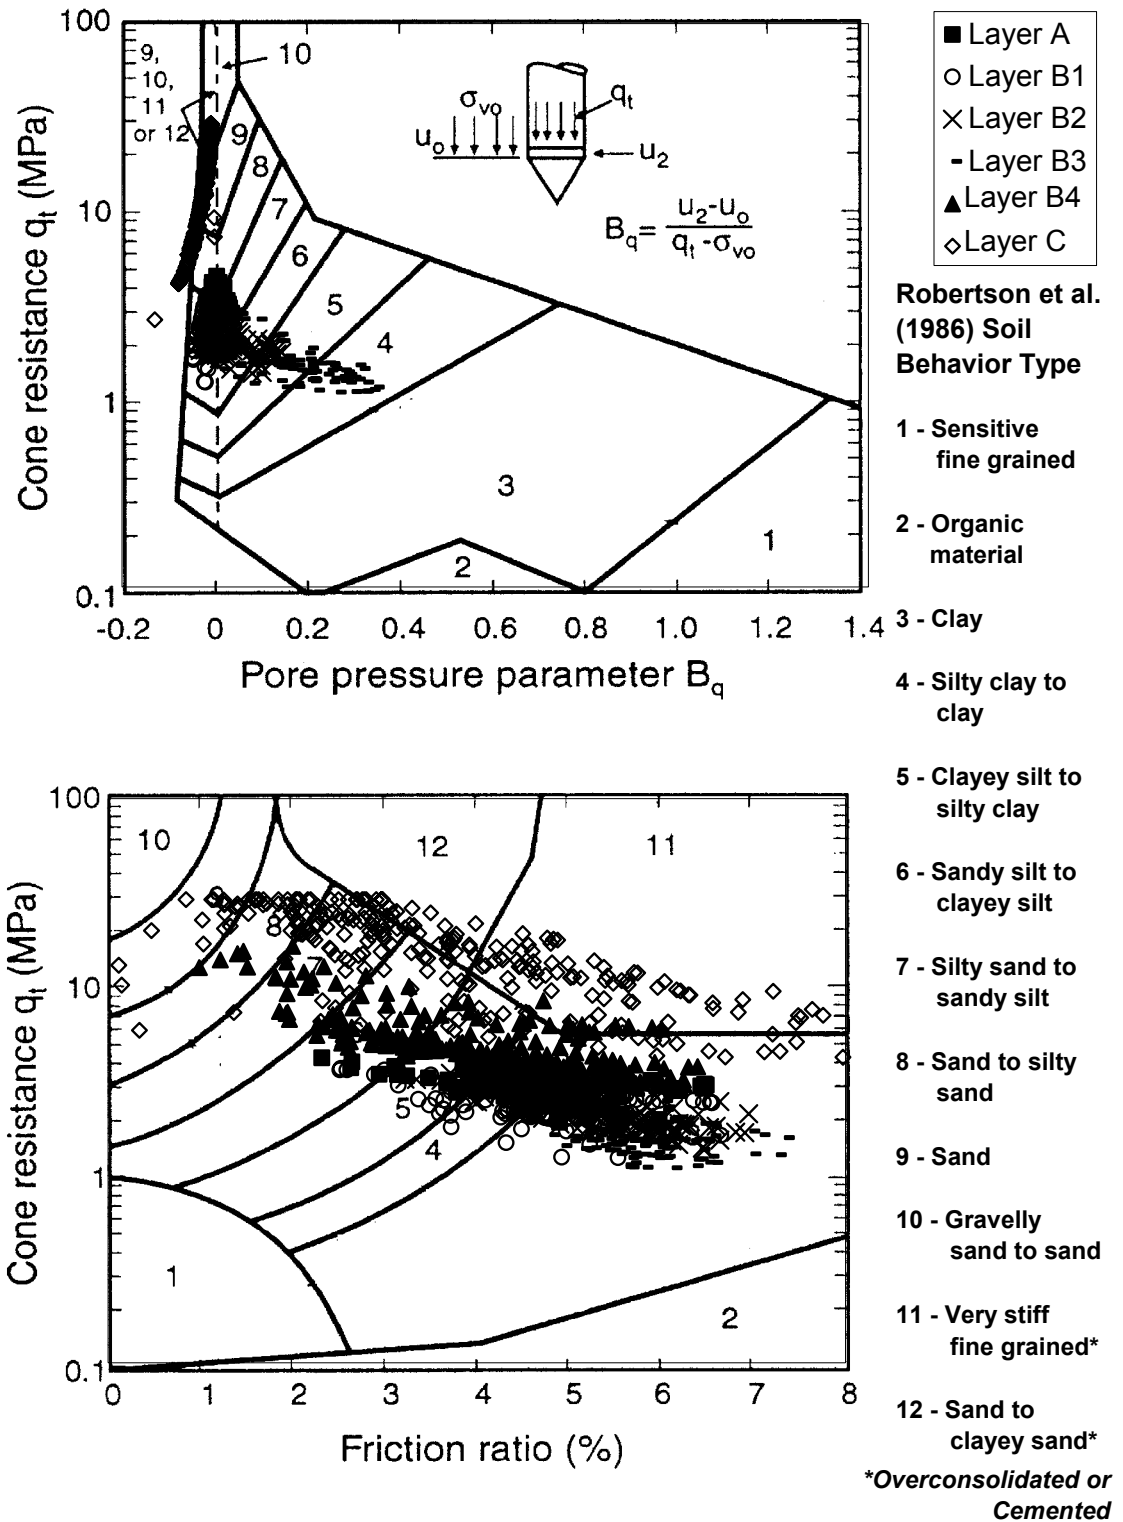 100
10
1
0.1
Cone resistance qt (MPa)
9,
10,
11
or 12
10
9
8
7
6
5
4
3
2
1
σvo
qt
uo
u2
Bq= u2-uo
qt -σvo
-0.2 0 0.2 0.4 0.6 0.8 1.0 1.2 1.4
Pore pressure parameter Bq
Layer A
Layer B1
Layer B2
Layer B3
Layer B4
Layer C
Robertson et al.
(1986) Soil
Behavior Type
1 - Sensitive
fine grained
2 - Organic
material
3 - Clay
4 - Silty clay to
clay
5 - Clayey silt to
silty clay
6 - Sandy silt to
clayey silt
7 - Silty sand to
sandy silt
8 - Sand to silty
sand
9 - Sand
10 - Gravelly
sand to sand
11 - Very stiff
fine grained*
12 - Sand to
clayey sand*
*Overconsolidated or
Cemented
100
10
1
0.1
Cone resistance qt (MPa)
10
12
11
8
7
5
4
1
2
0 1 2 3 4 5 6 7 8
Friction ratio (%)